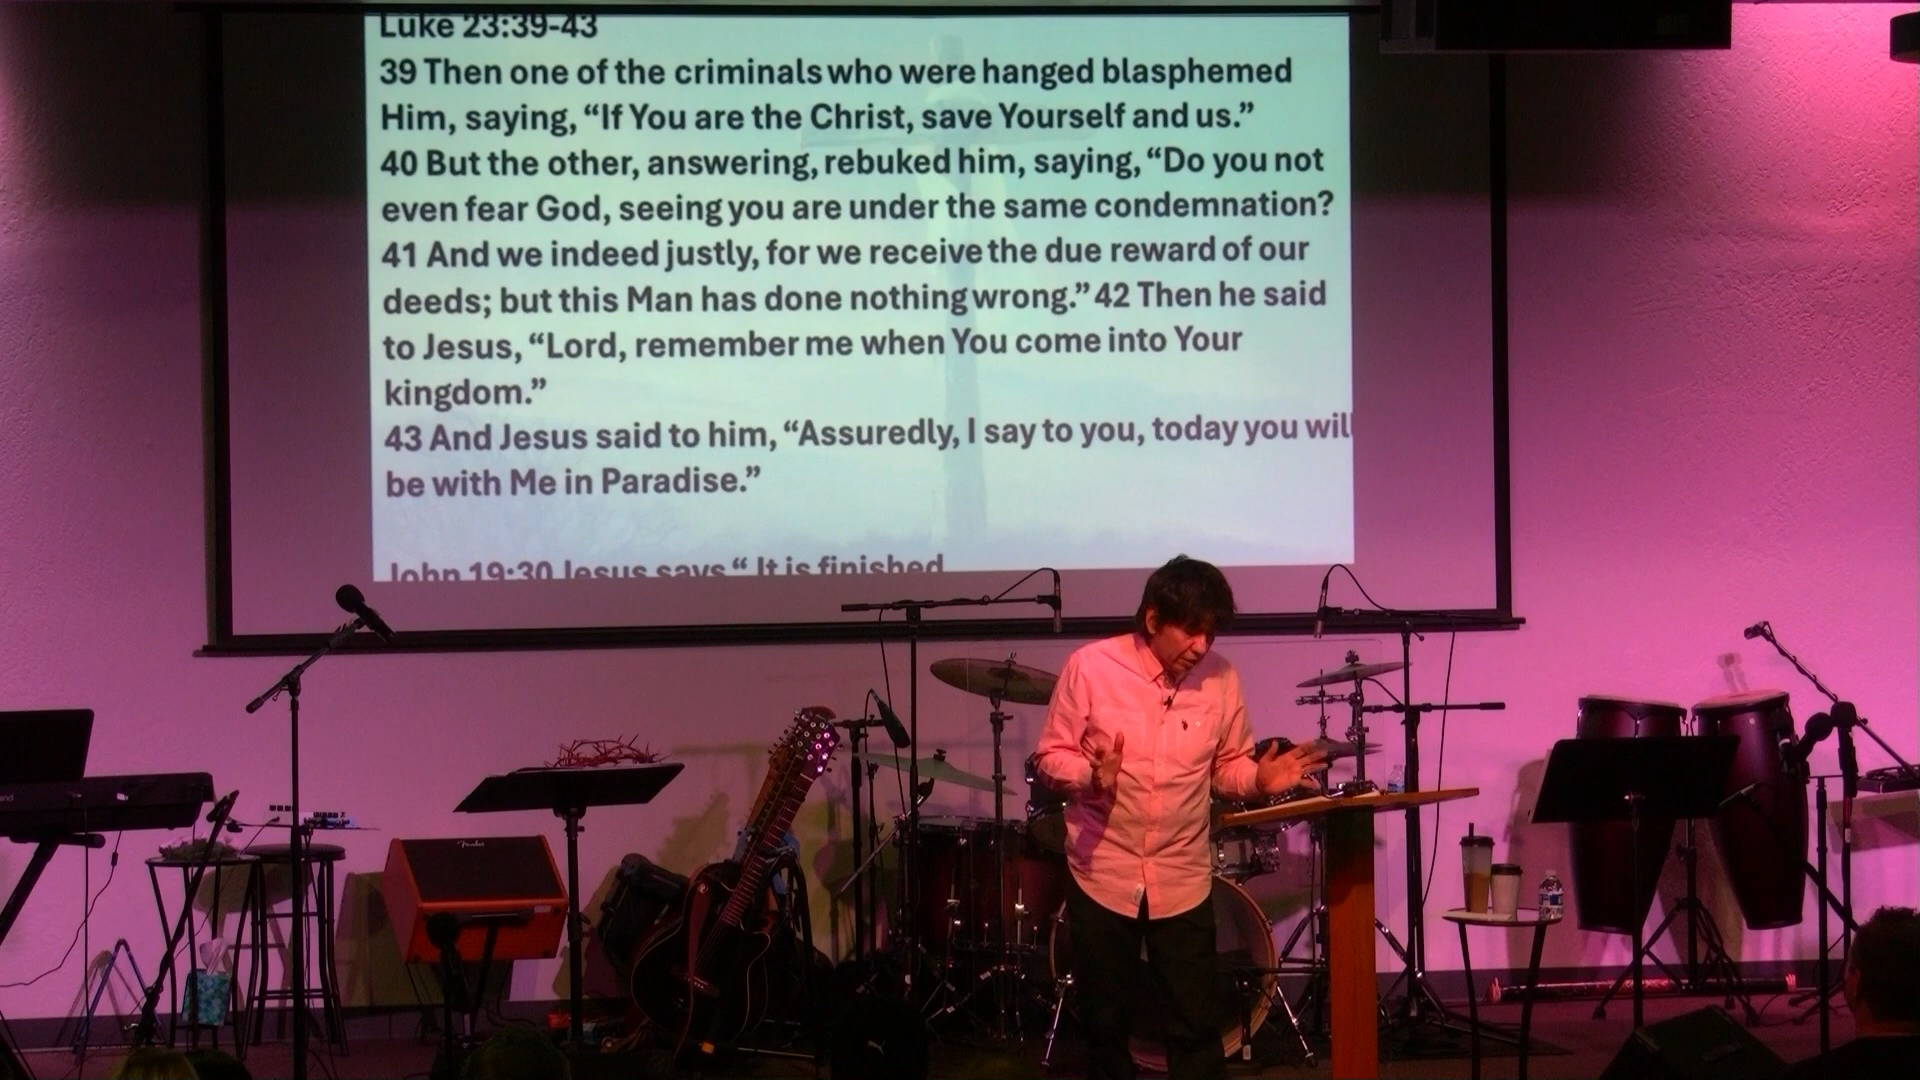 Luke 23:39-43
39 Then one of the criminals who were hanged blasphemed
Him, saying, “If You are the Christ, save Yourself and us.”
40 But the other, answering, rebuked him, saying, “Do you not
even fear God, seeing you are under the same condemnation?
41 And we indeed justly, for we receive the due reward of our
deeds; but this Man has done nothing wrong.” 42 Then he said
to Jesus, “Lord, remember me when You come into Your
kingdom.”
43 And Jesus said to him, “Assuredly, I say to you, today you will
be with Me in Paradise.”
John 19:30 Jesus says “ It is finished
Fender